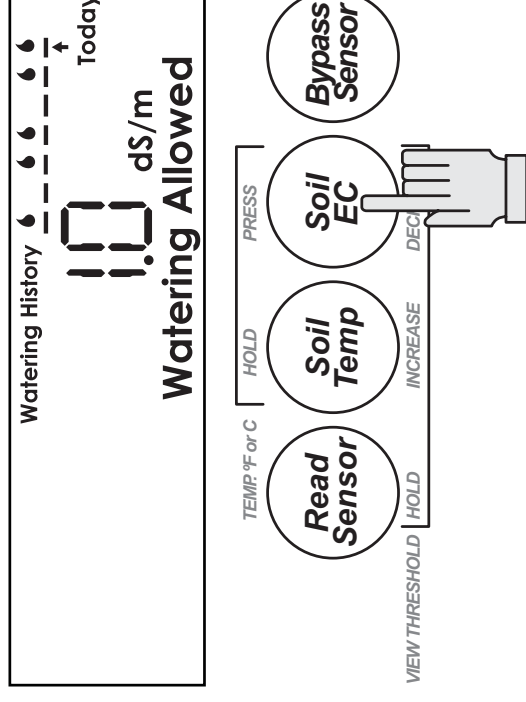 Watering History
Today
1.0 dS/m
Watering Allowed
TEMP. °F or C
HOLD
PRESS
Read
Sensor
Soil
Temp
Soil
EC
Bypass
Sensor
VIEW THRESHOLD
HOLD
INCREASE